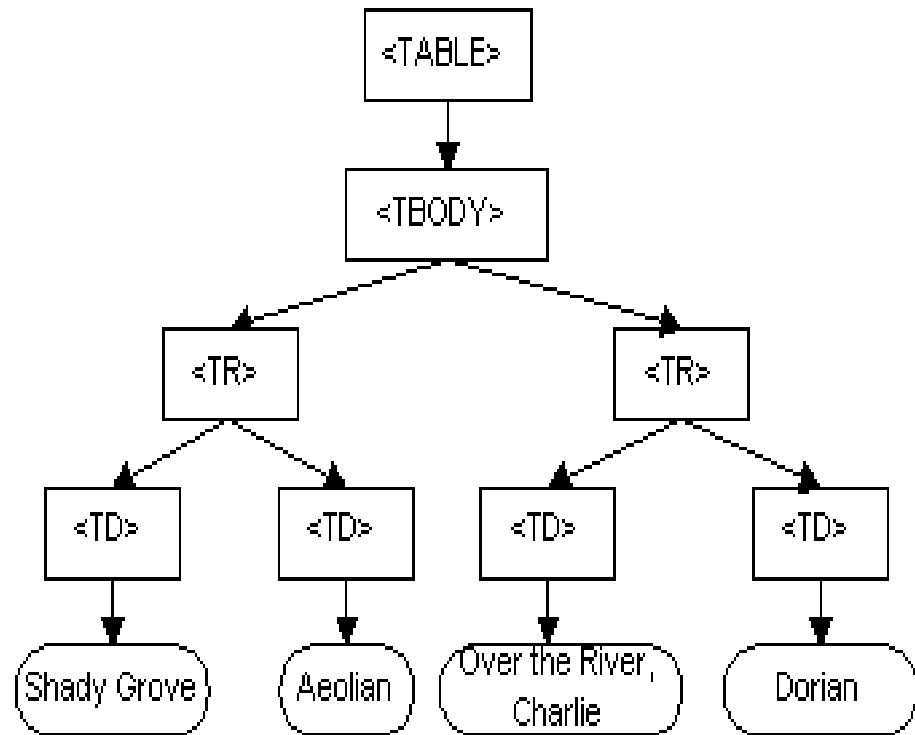 <TABLE>
<TBODY>
<TR>
<TR>
<TD>
<TD>
<TD>
<TD>
Shady Grove
Aeolian
Over the River,
Charlie
Dorian